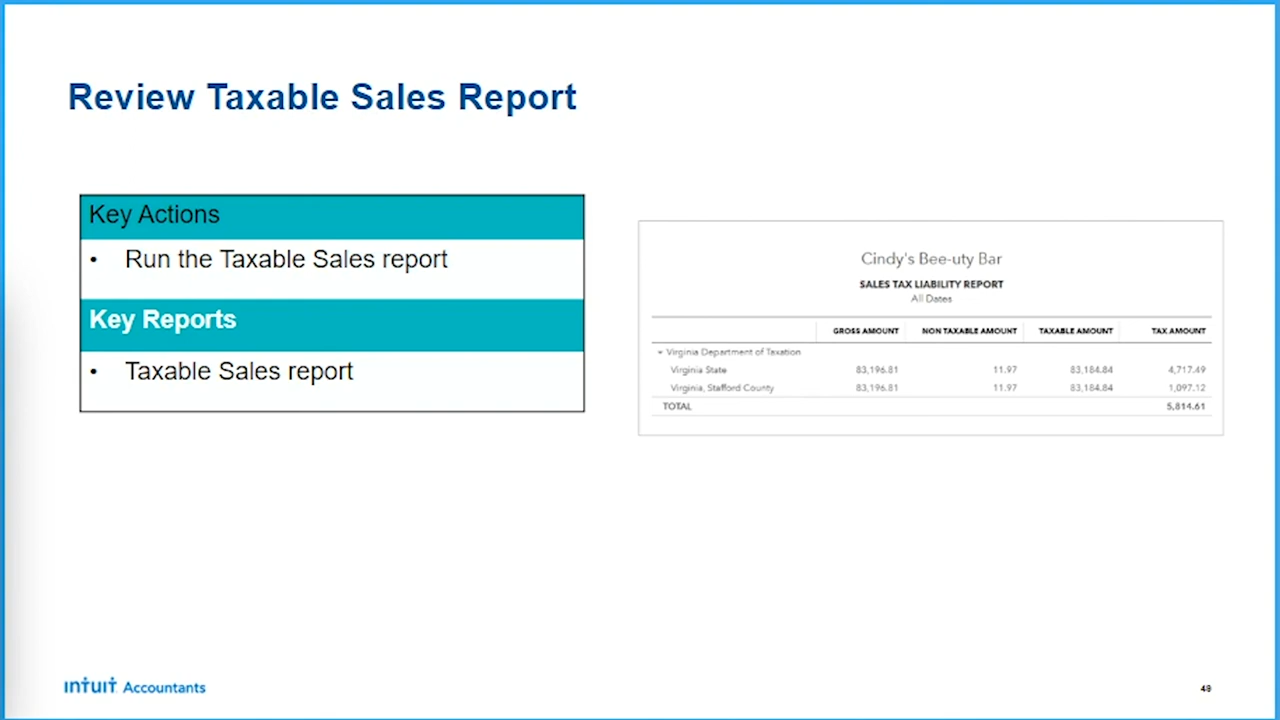 Review Taxable Sales Report
Key Actions
• Run the Taxable Sales report
Key Reports
• Taxable Sales report
Cindy's Bee-uty Bar
SALES TAX LIABILITY REPORT
All Dates
GROSS AMOUNT NON TAXABLE AMOUNT TAXABLE AMOUNT TAX AMOUNT
Virginia Department of Taxation
Virginia State 83,196.81 11.97 83,184.84 4,717.49
Virginia, Stafford County 83,196.81 11.97 83,184.84 1,097.12
TOTAL 5,814.61
INTUIT Accountants
49